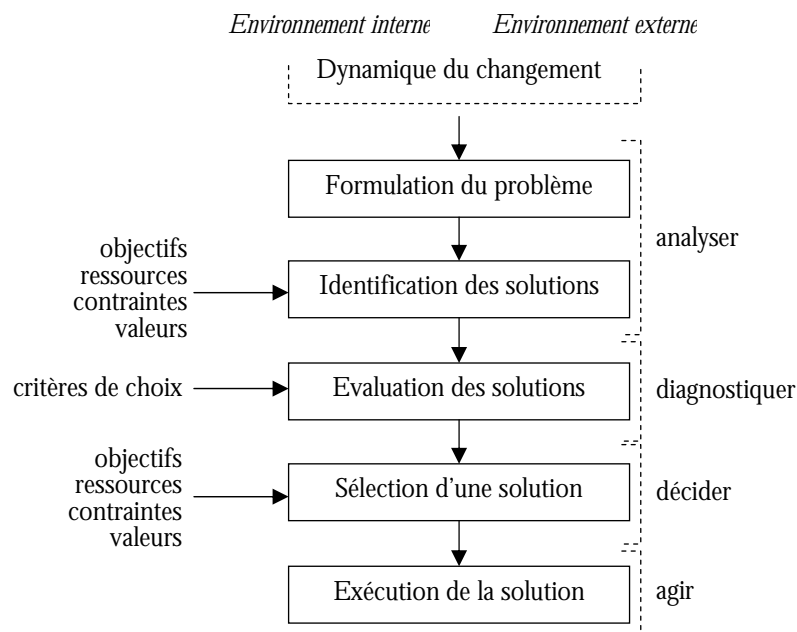 Environnement interne Environnement externe
Dynamique du changement
Formulation du problème
analyser
objectifs
ressources
contraintes
valeurs
Identification des solutions
critères de choix
Evaluation des solutions
diagnostiquer
objectifs
ressources
contraintes
valeurs
Sélection d'une solution
décider
Exécution de la solution
agir